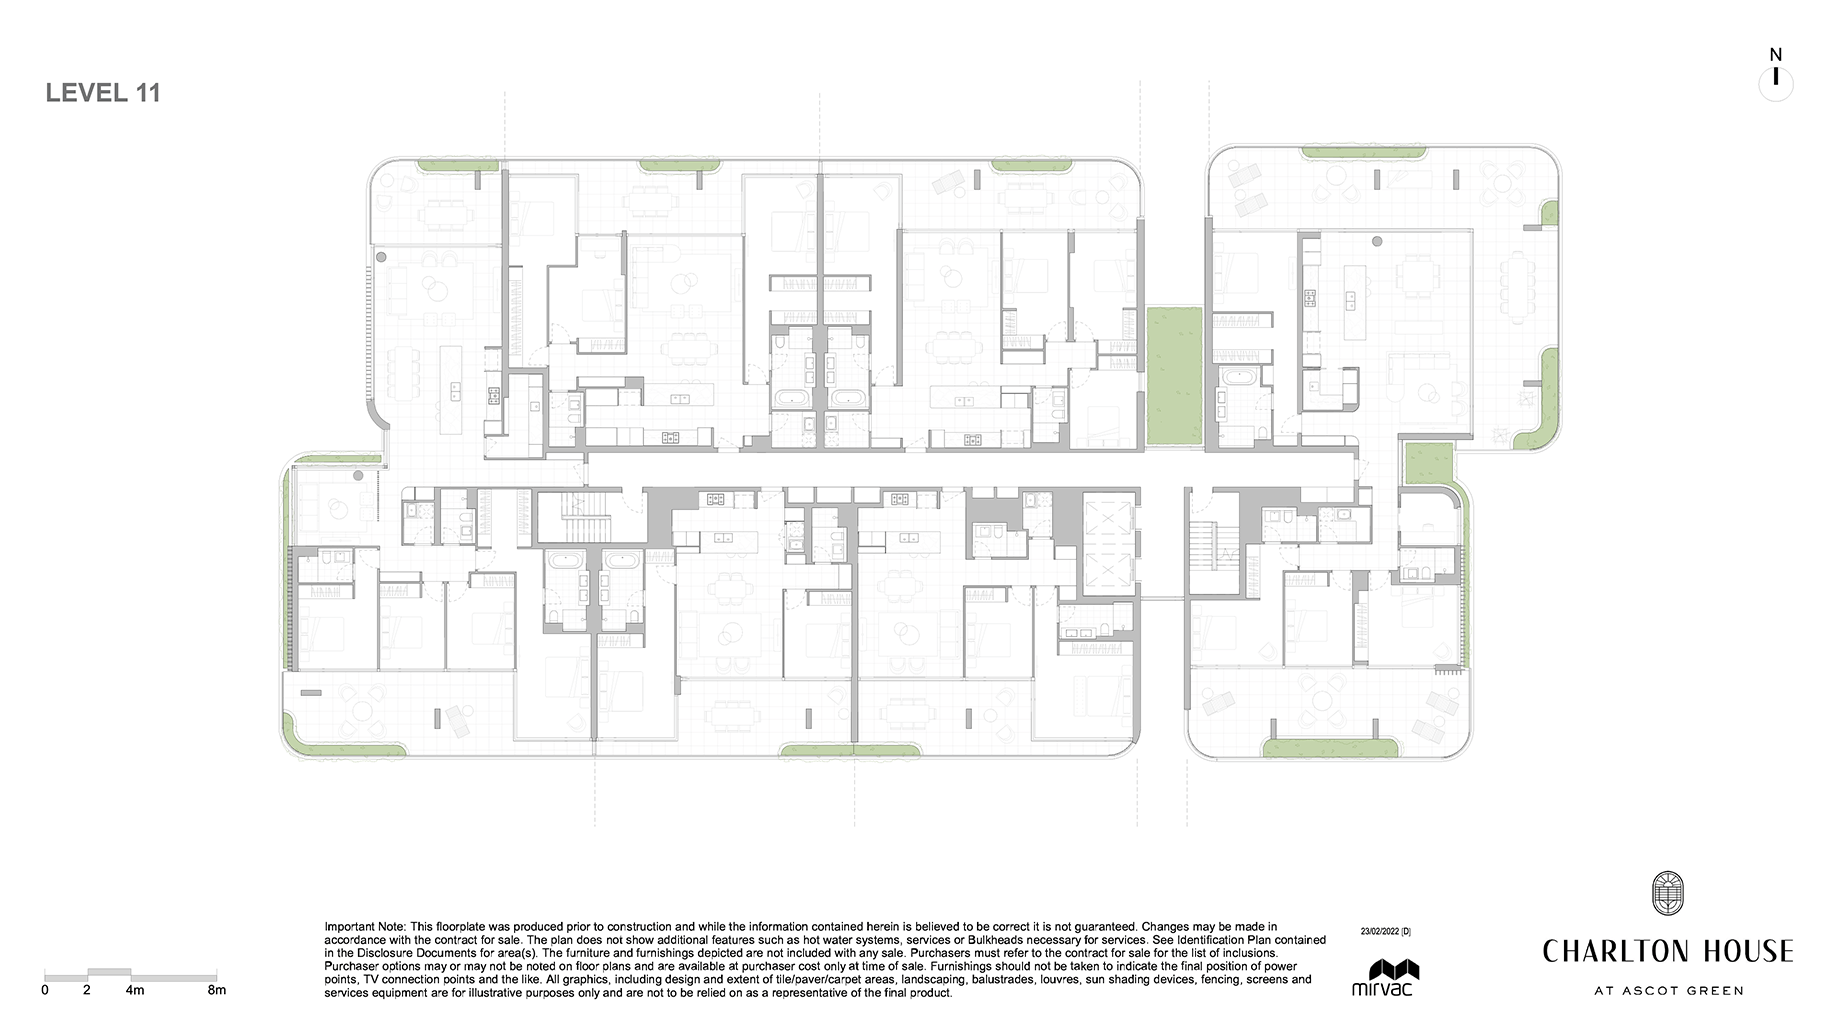 LEVEL 11
N
Important Note: This floorplate was produced prior to construction and while the information contained herein is believed to be correct it is not guaranteed. Changes may be made in
accordance with the contract for sale. The plan does not show additional features such as hot water systems, services or Bulkheads necessary for services. See Identification Plan contained
in the Disclosure Documents for area(s). The furniture and furnishings depicted are not included with any sale. Purchasers must refer to the contract for sale for the list of inclusions.
Purchaser options may or may not be noted on floor plans and are available at purchaser cost only at time of sale. Furnishings should not be taken to indicate the final position of power
points, TV connection points and the like. All graphics, including design and extent of tile/paver/carpet areas, landscaping, balustrades, louvres, sun shading devices, fencing, screens and
services equipment are for illustrative purposes only and are not to be relied on as a representative of the final product.
0 2 4m 8m
23/02/2022 [D]
mirvac
CHARLTON HOUSE
AT ASCOT GREEN